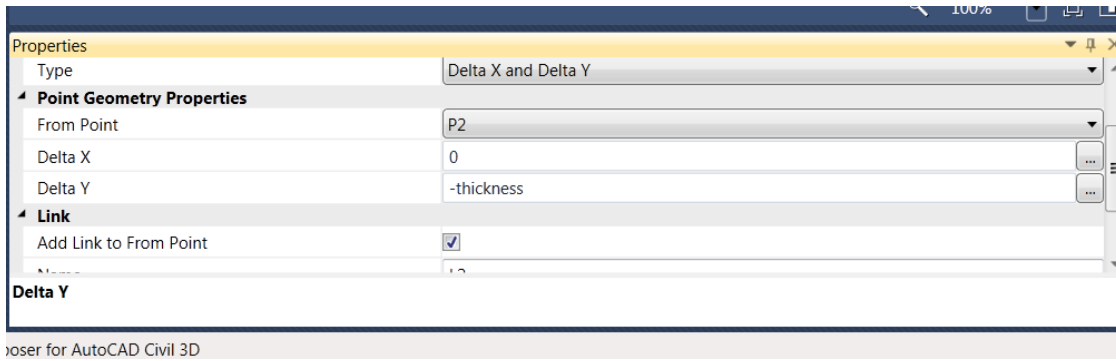 100%
Properties
Type Delta X and Delta Y
Point Geometry Properties
From Point P2
Delta X 0 ...
Delta Y -thickness ...
Link
Add Link to From Point
Delta Y
poser for AutoCAD Civil 3D